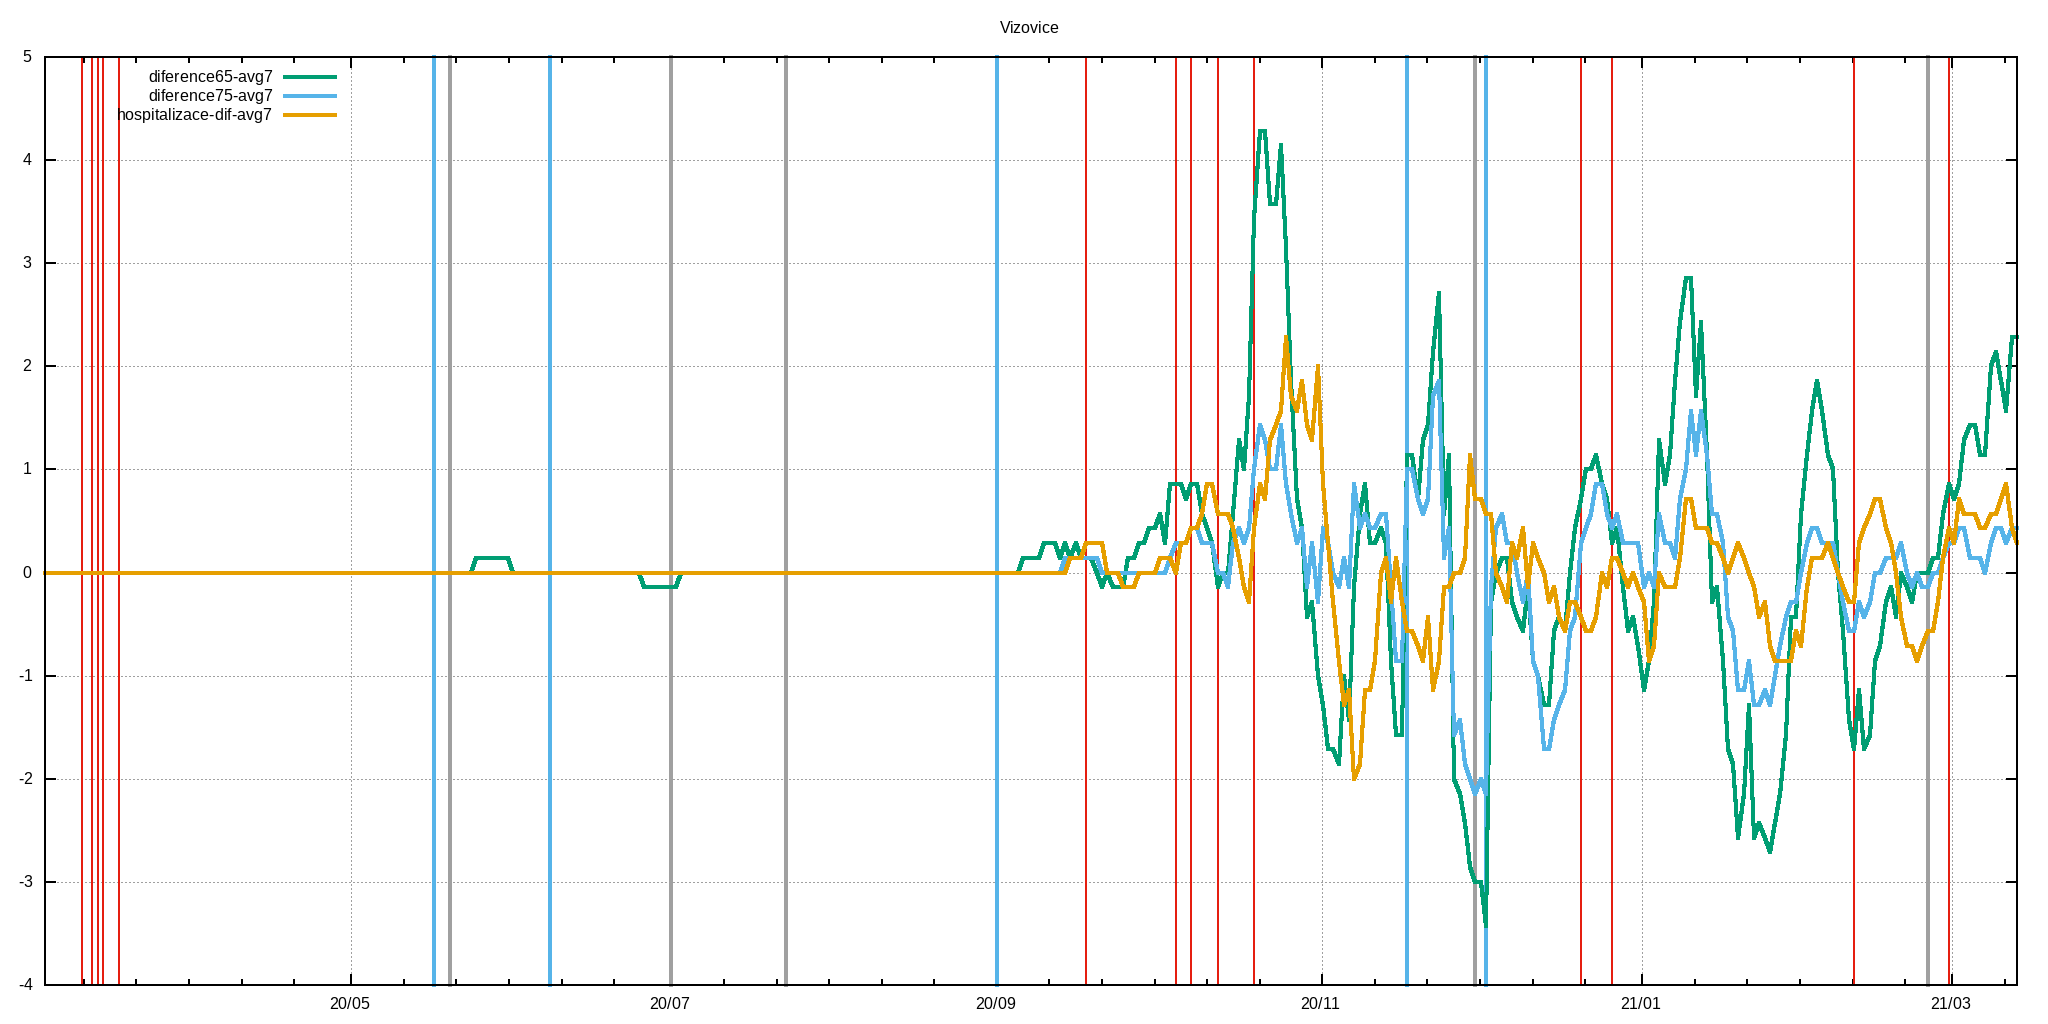 Vizovice
5
4
3
2
1
0
-1
-2
-3
-4
diference65-avg7
diference75-avg7
hospitalizace-dif-avg7
20/05 20/07 20/09 20/11 21/01 21/03